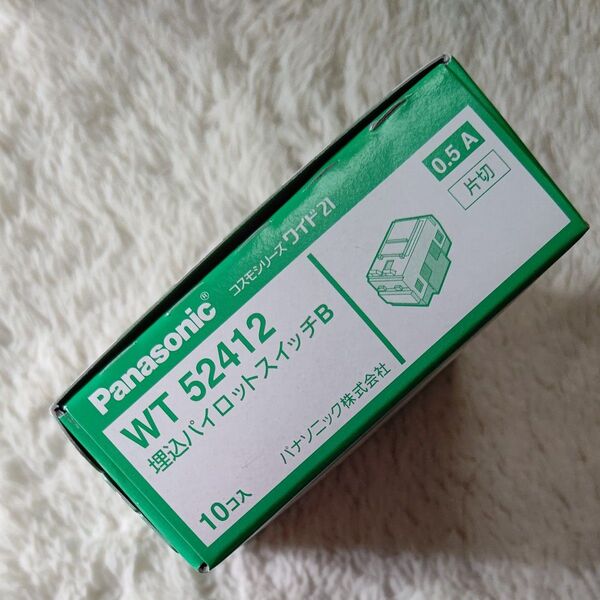 Panasonic® コスモシリーズワイド21
0.5 A
片切
WT 52412
埋込パイロットスイッチB
10コ入
パナソニック株式会社